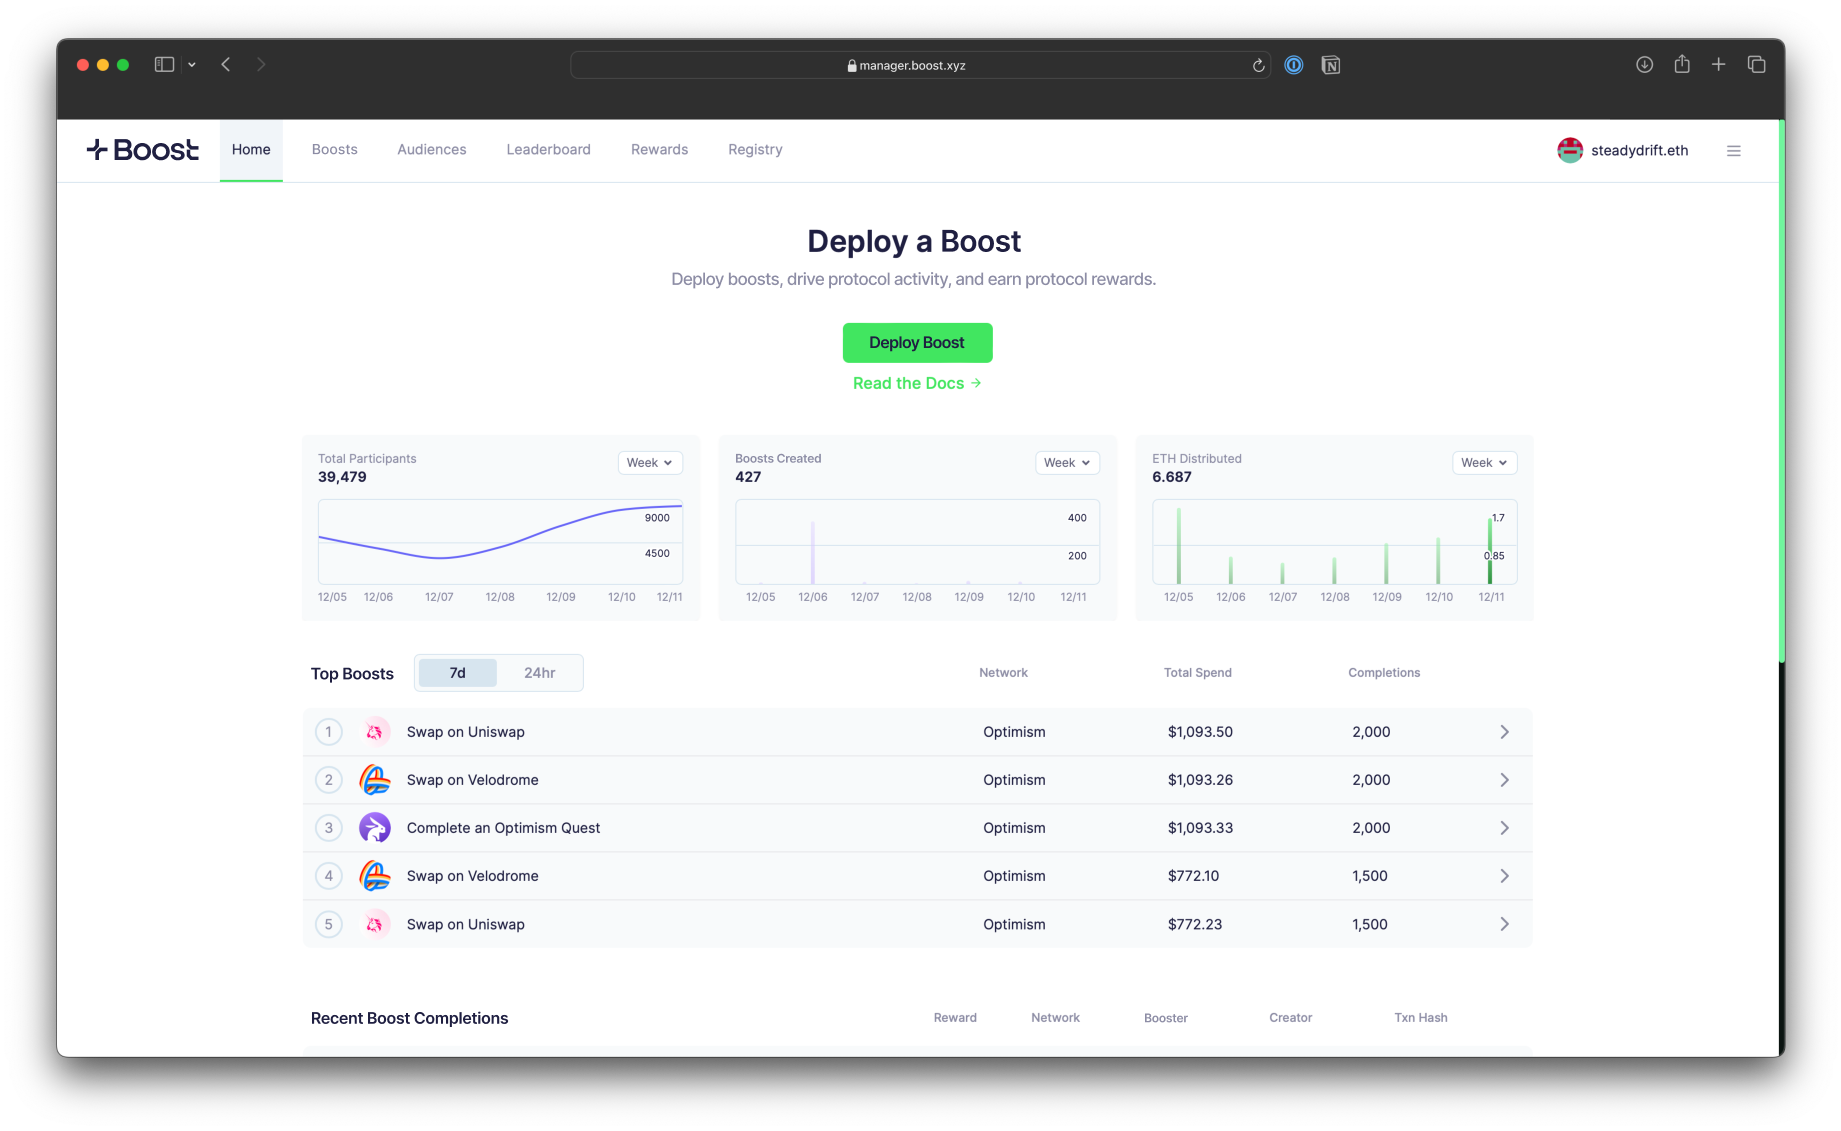 manager.boost.xyz
Boost
Home
Boosts
Audiences
Leaderboard
Rewards
Registry
steadydrift.eth
Deploy a Boost
Deploy boosts, drive protocol activity, and earn protocol rewards.
Deploy Boost
Read the Docs →
Total Participants
39,479
Week
9000
4500
12/05 12/06 12/07 12/08 12/09 12/10 12/11
Boosts Created
427
Week
400
200
12/05 12/06 12/07 12/08 12/09 12/10 12/11
ETH Distributed
6.687
Week
1.7
0.85
12/05 12/06 12/07 12/08 12/09 12/10 12/11
Top Boosts 7d 24hr Network Total Spend Completions
1 Swap on Uniswap Optimism $1,093.50 2,000
2 Swap on Velodrome Optimism $1,093.26 2,000
3 Complete an Optimism Quest Optimism $1,093.33 2,000
4 Swap on Velodrome Optimism $772.10 1,500
5 Swap on Uniswap Optimism $772.23 1,500
Recent Boost Completions Reward Network Booster Creator Txn Hash